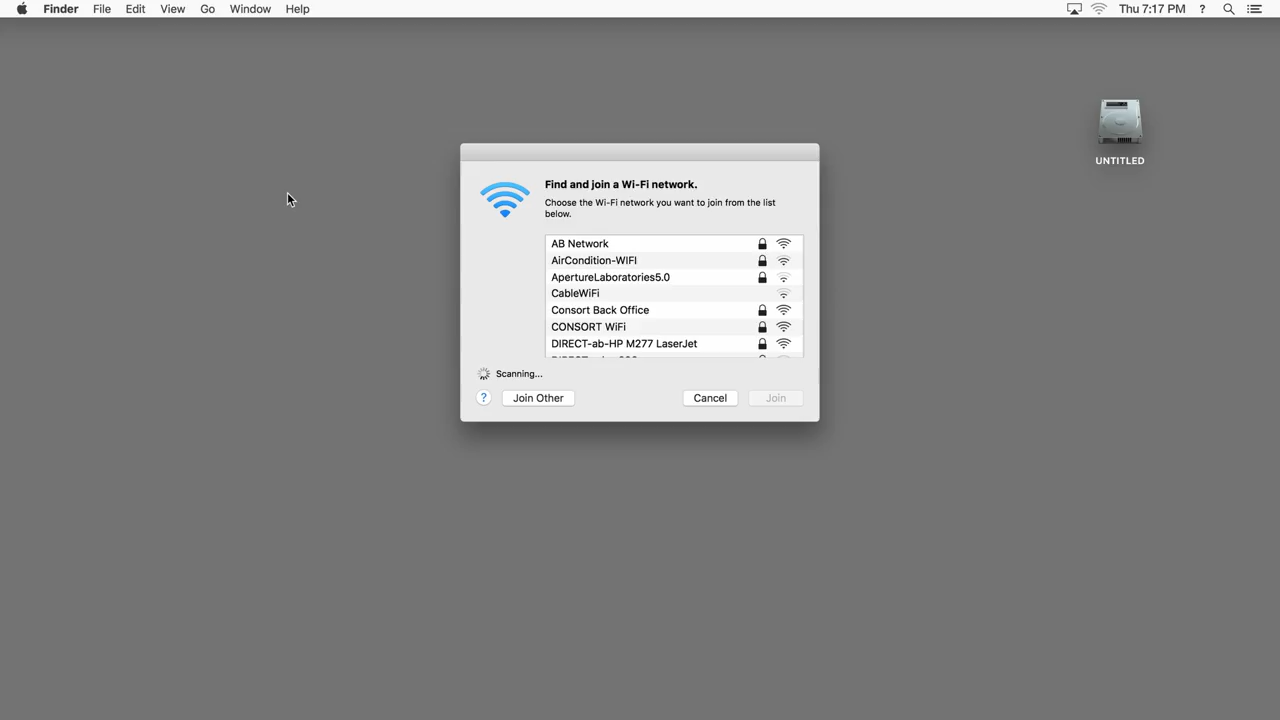 Finder File Edit View Go Window Help Thu 7:17 PM ?
UNTITLED
Find and join a Wi-Fi network.
Choose the Wi-Fi network you want to join from the list
below.
AB Network
AirCondition-WIFI
ApertureLaboratories5.0
CableWiFi
Consort Back Office
CONSORT WiFi
DIRECT-ab-HP M277 LaserJet
Scanning...
? Join Other Cancel Join